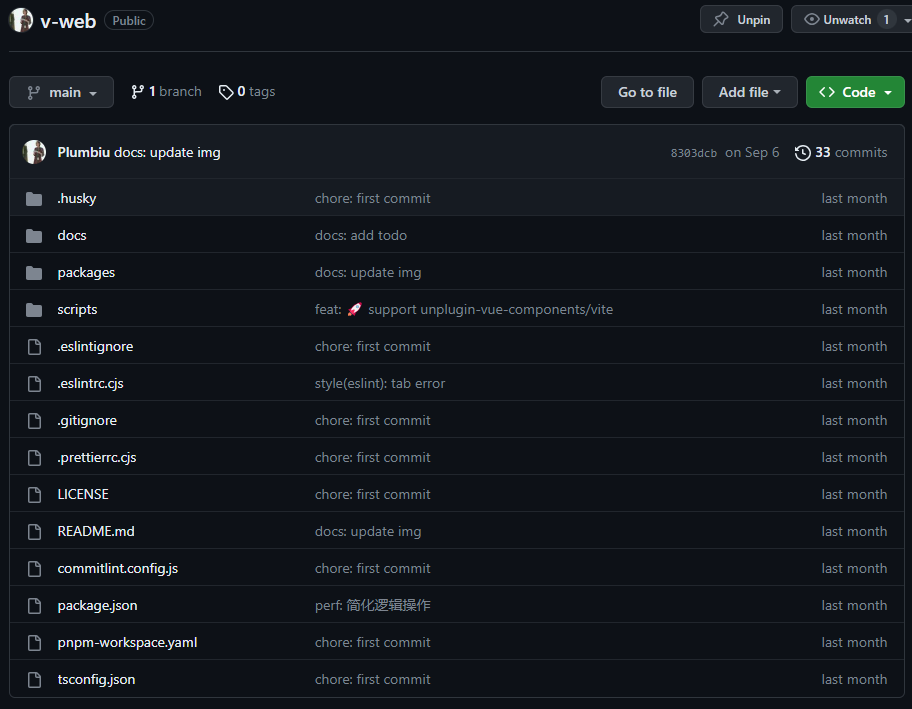 v-web Public Unpin Unwatch 1
main 1 branch 0 tags Go to file Add file Code
Plumbiu docs: update img 8303dcb on Sep 6 33 commits
.husky chore: first commit last month
docs docs: add todo last month
packages docs: update img last month
scripts feat: 🚀 support unplugin-vue-components/vite last month
.eslintignore chore: first commit last month
.eslintrc.cjs style(eslint): tab error last month
.gitignore chore: first commit last month
.prettierrc.cjs chore: first commit last month
LICENSE chore: first commit last month
README.md docs: update img last month
commitlint.config.js chore: first commit last month
package.json perf: 简化逻辑操作 last month
pnpm-workspace.yaml chore: first commit last month
tsconfig.json chore: first commit last month